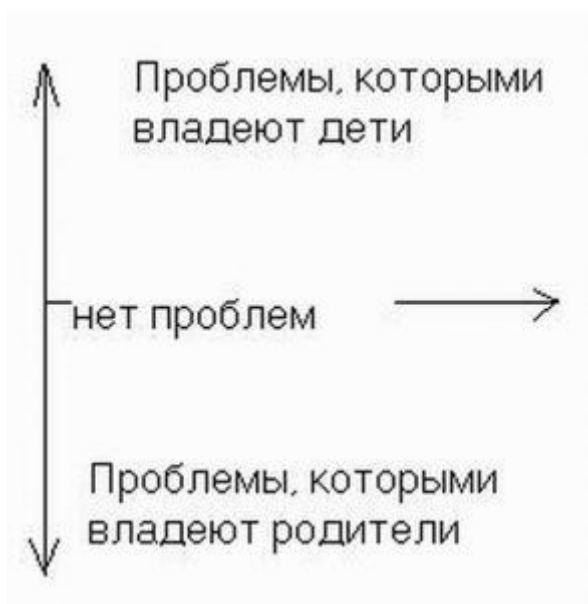 Проблемы, которыми
владеют дети
нет проблем
Проблемы, которыми
владеют родители